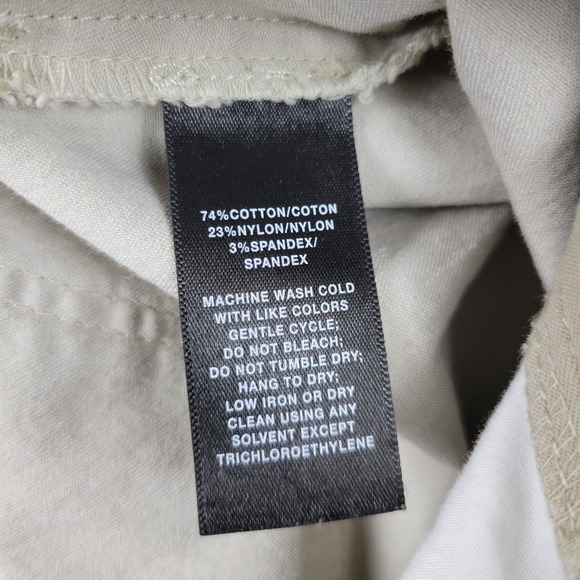 74%COTTON/COTON
23%NYLON/NYLON
3%SPANDEX/
SPANDEX
MACHINE WASH COLD
WITH LIKE COLORS
GENTLE CYCLE;
DO NOT BLEACH;
DO NOT TUMBLE DRY;
HANG TO DRY;
LOW IRON OR DRY
CLEAN USING ANY
SOLVENT EXCEPT
TRICHLOROETHYLENE